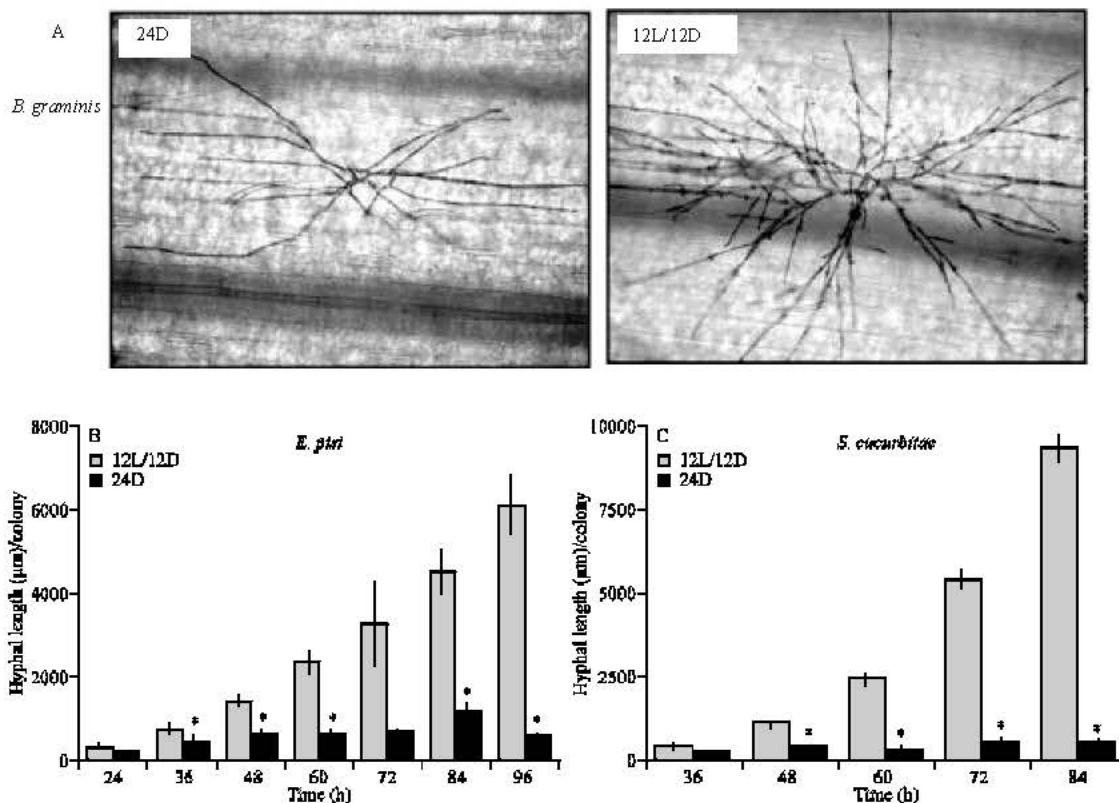 A
24D
12L/12D
B. graminis
8000
B
E. pisi
12L/12D
24D
6000
4000
2000
0
Hyphal length (µm)/colony
*
*
*
*
*
24
36
48
60
72
84
96
Time (h)
10000
C
S. cucurbitae
12L/12D
24D
7500
5000
2500
0
Hyphal length (µm)/colony
*
*
*
*
36
48
60
72
84
Time (h)